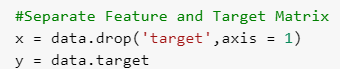 #Separate Feature and Target Matrix
x = data.drop('target',axis = 1)
y = data.target